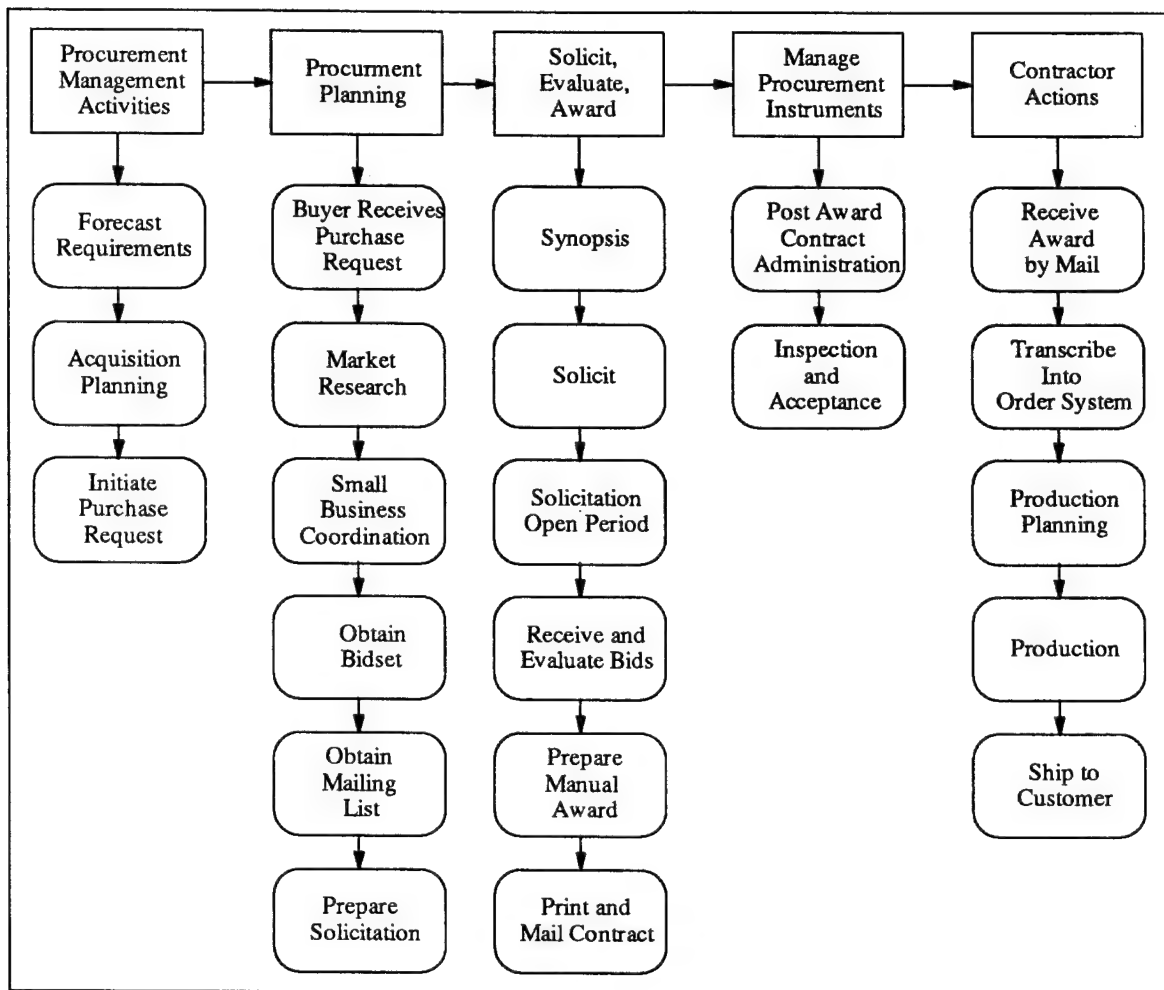 Procurement
Management
Activities
Procurment
Planning
Solicit,
Evaluate,
Award
Manage
Procurement
Instruments
Contractor
Actions
Forecast
Requirements
Acquisition
Planning
Initiate
Purchase
Request
Buyer Receives
Purchase
Request
Market
Research
Small
Business
Coordination
Obtain
Bidset
Obtain
Mailing
List
Prepare
Solicitation
Synopsis
Solicit
Solicitation
Open Period
Receive and
Evaluate Bids
Prepare
Manual
Award
Print and
Mail Contract
Post Award
Contract
Administration
Inspection
and
Acceptance
Receive
Award
by Mail
Transcribe
Into
Order System
Production
Planning
Production
Ship to
Customer